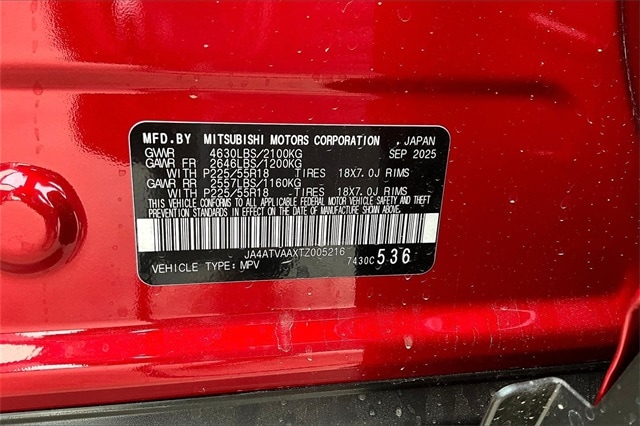 MFD.BY MITSUBISHI MOTORS CORPORATION , JAPAN
GVWR 4630LBS/2100KG SEP 2025
GAWR FR 2646LBS/1200KG
WITH P225/55R18 TIRES 18X7.0J RIMS
GAWR RR 2557LBS/1160KG
WITH P225/55R18 TIRES 18X7.0J RIMS
THIS VEHICLE CONFORMS TO ALL APPLICABLE FEDERAL MOTOR VEHICLE SAFETY AND THEFT
PREVENTION STANDARDS IN EFFECT ON THE DATE OF MANUFACTURE SHOWN ABOVE.
JA4ATVAAXTZ005216
VEHICLE TYPE:MPV 7430C 536